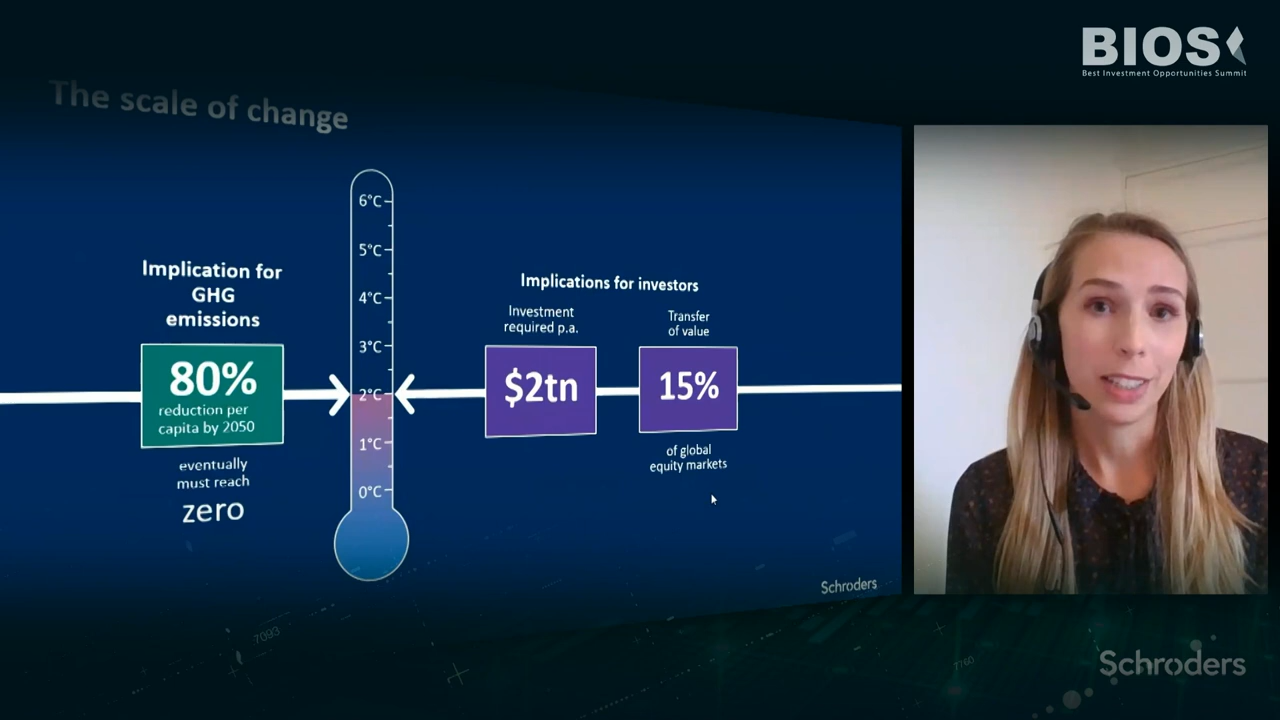 BIOS
Best Investment Opportunities Summit
The scale of change
6°C
5°C
4°C
3°C
2°C
1°C
0°C
Implication for
GHG
emissions
80%
reduction per
capita by 2050
eventually
must reach
zero
Implications for investors
Investment
required p.a.
$2tn
Transfer
of value
15%
of global
equity markets
Schroders
7093
7760
Schroders